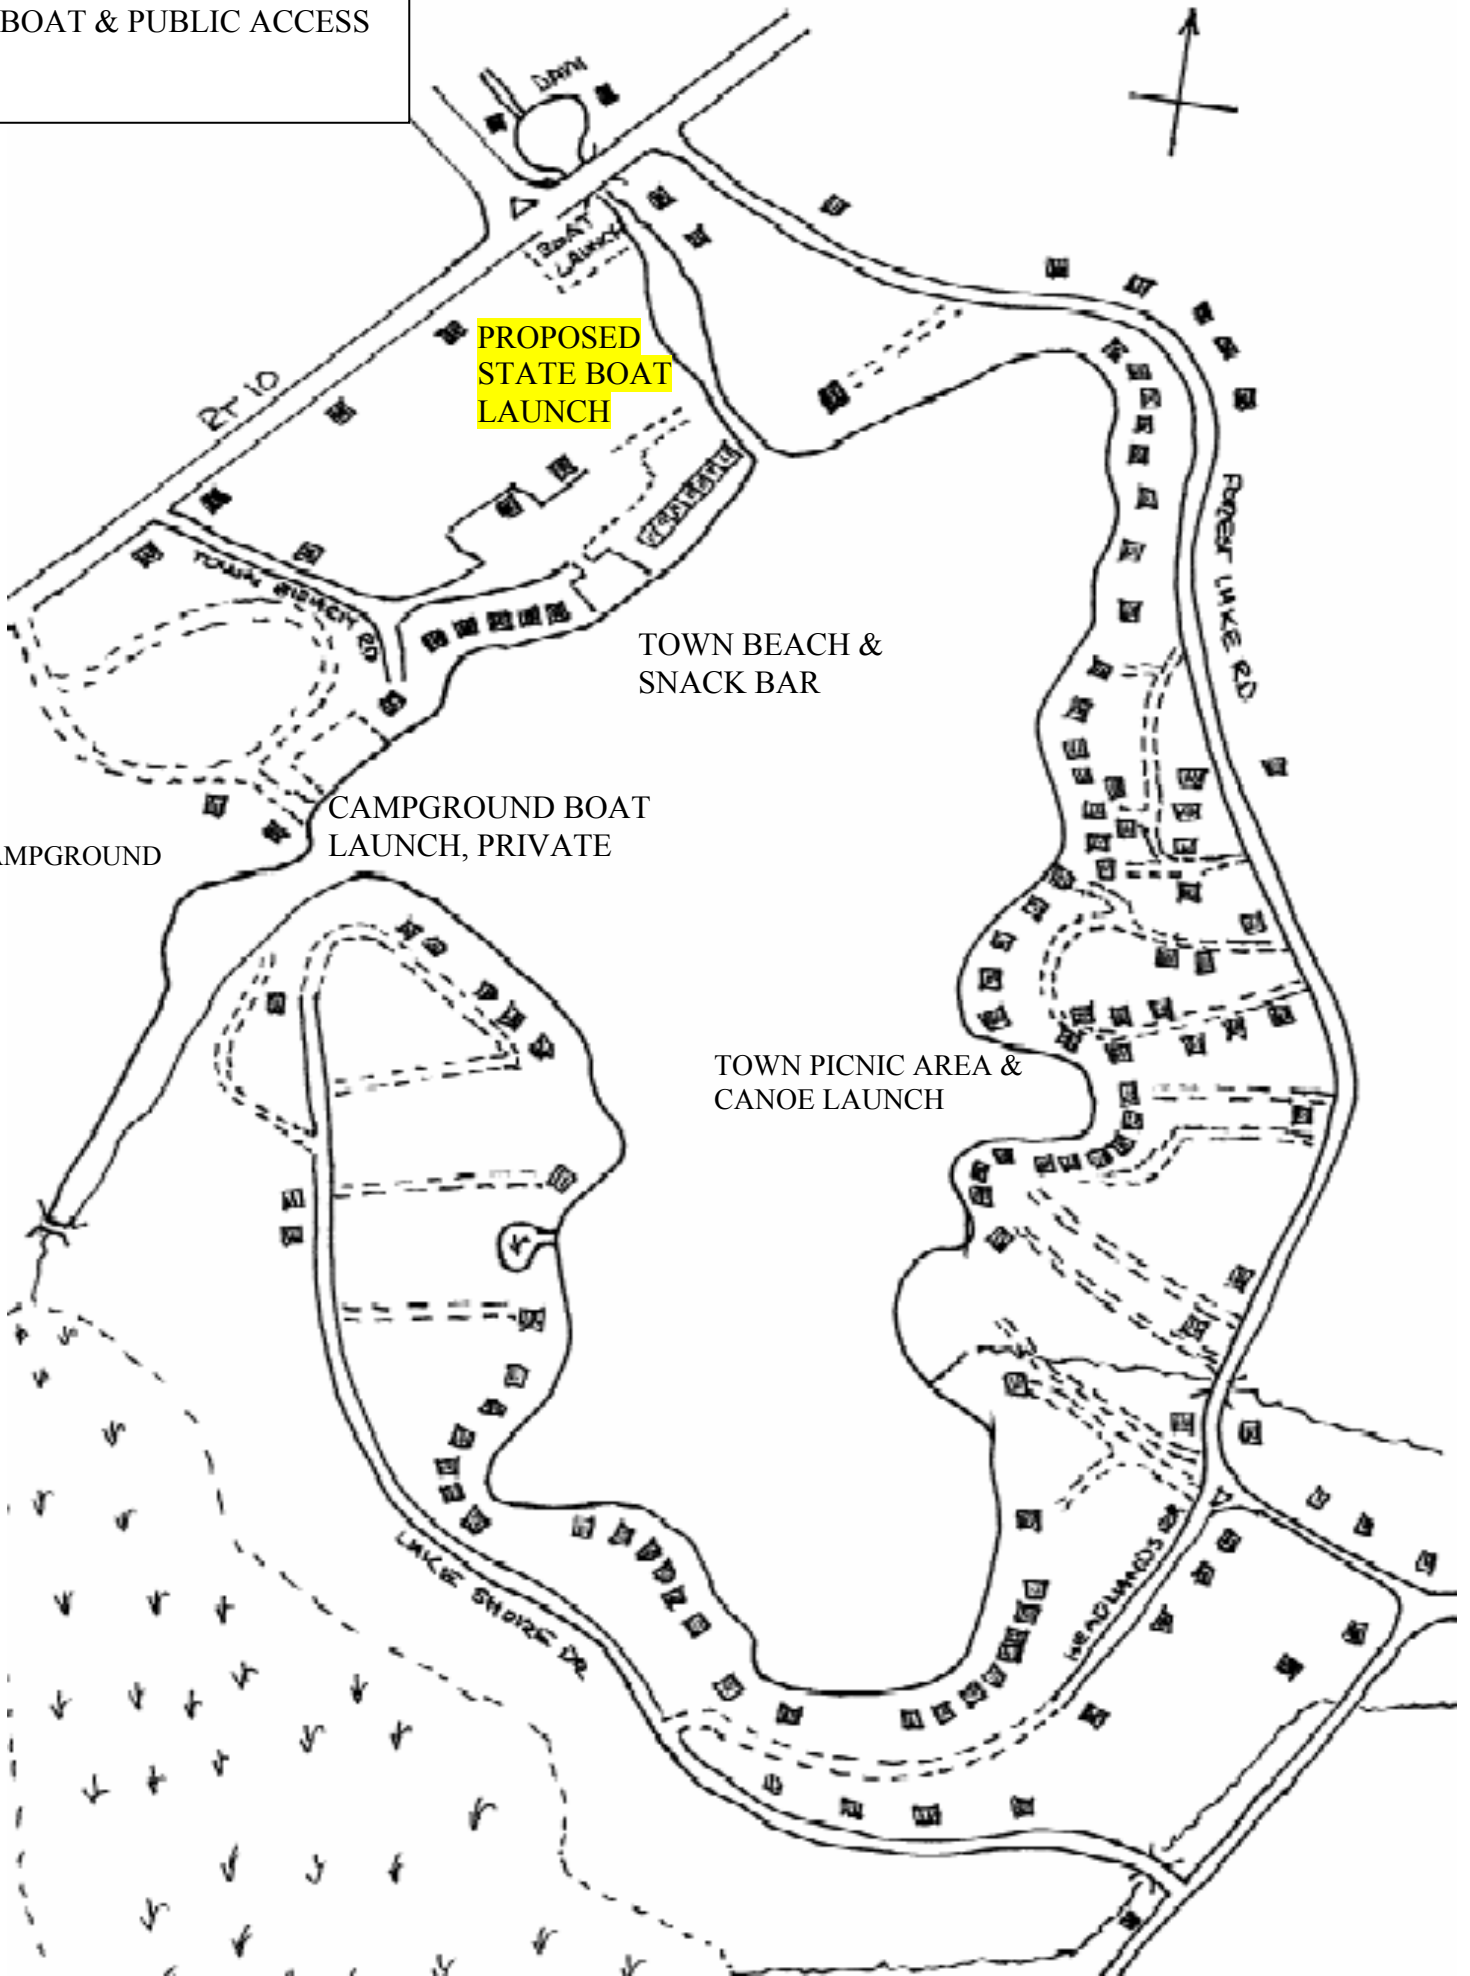 BOAT & PUBLIC ACCESS
DAM
BOAT
LAUNCH
PROPOSED
STATE BOAT
LAUNCH
RT 10
FOREST LAKE RD.
TOWN BEACH RD
TOWN BEACH &
SNACK BAR
CAMPGROUND BOAT
LAUNCH, PRIVATE
AMPGROUND
TOWN PICNIC AREA &
CANOE LAUNCH
LAKE SHORE DR
HEADLANDS DR